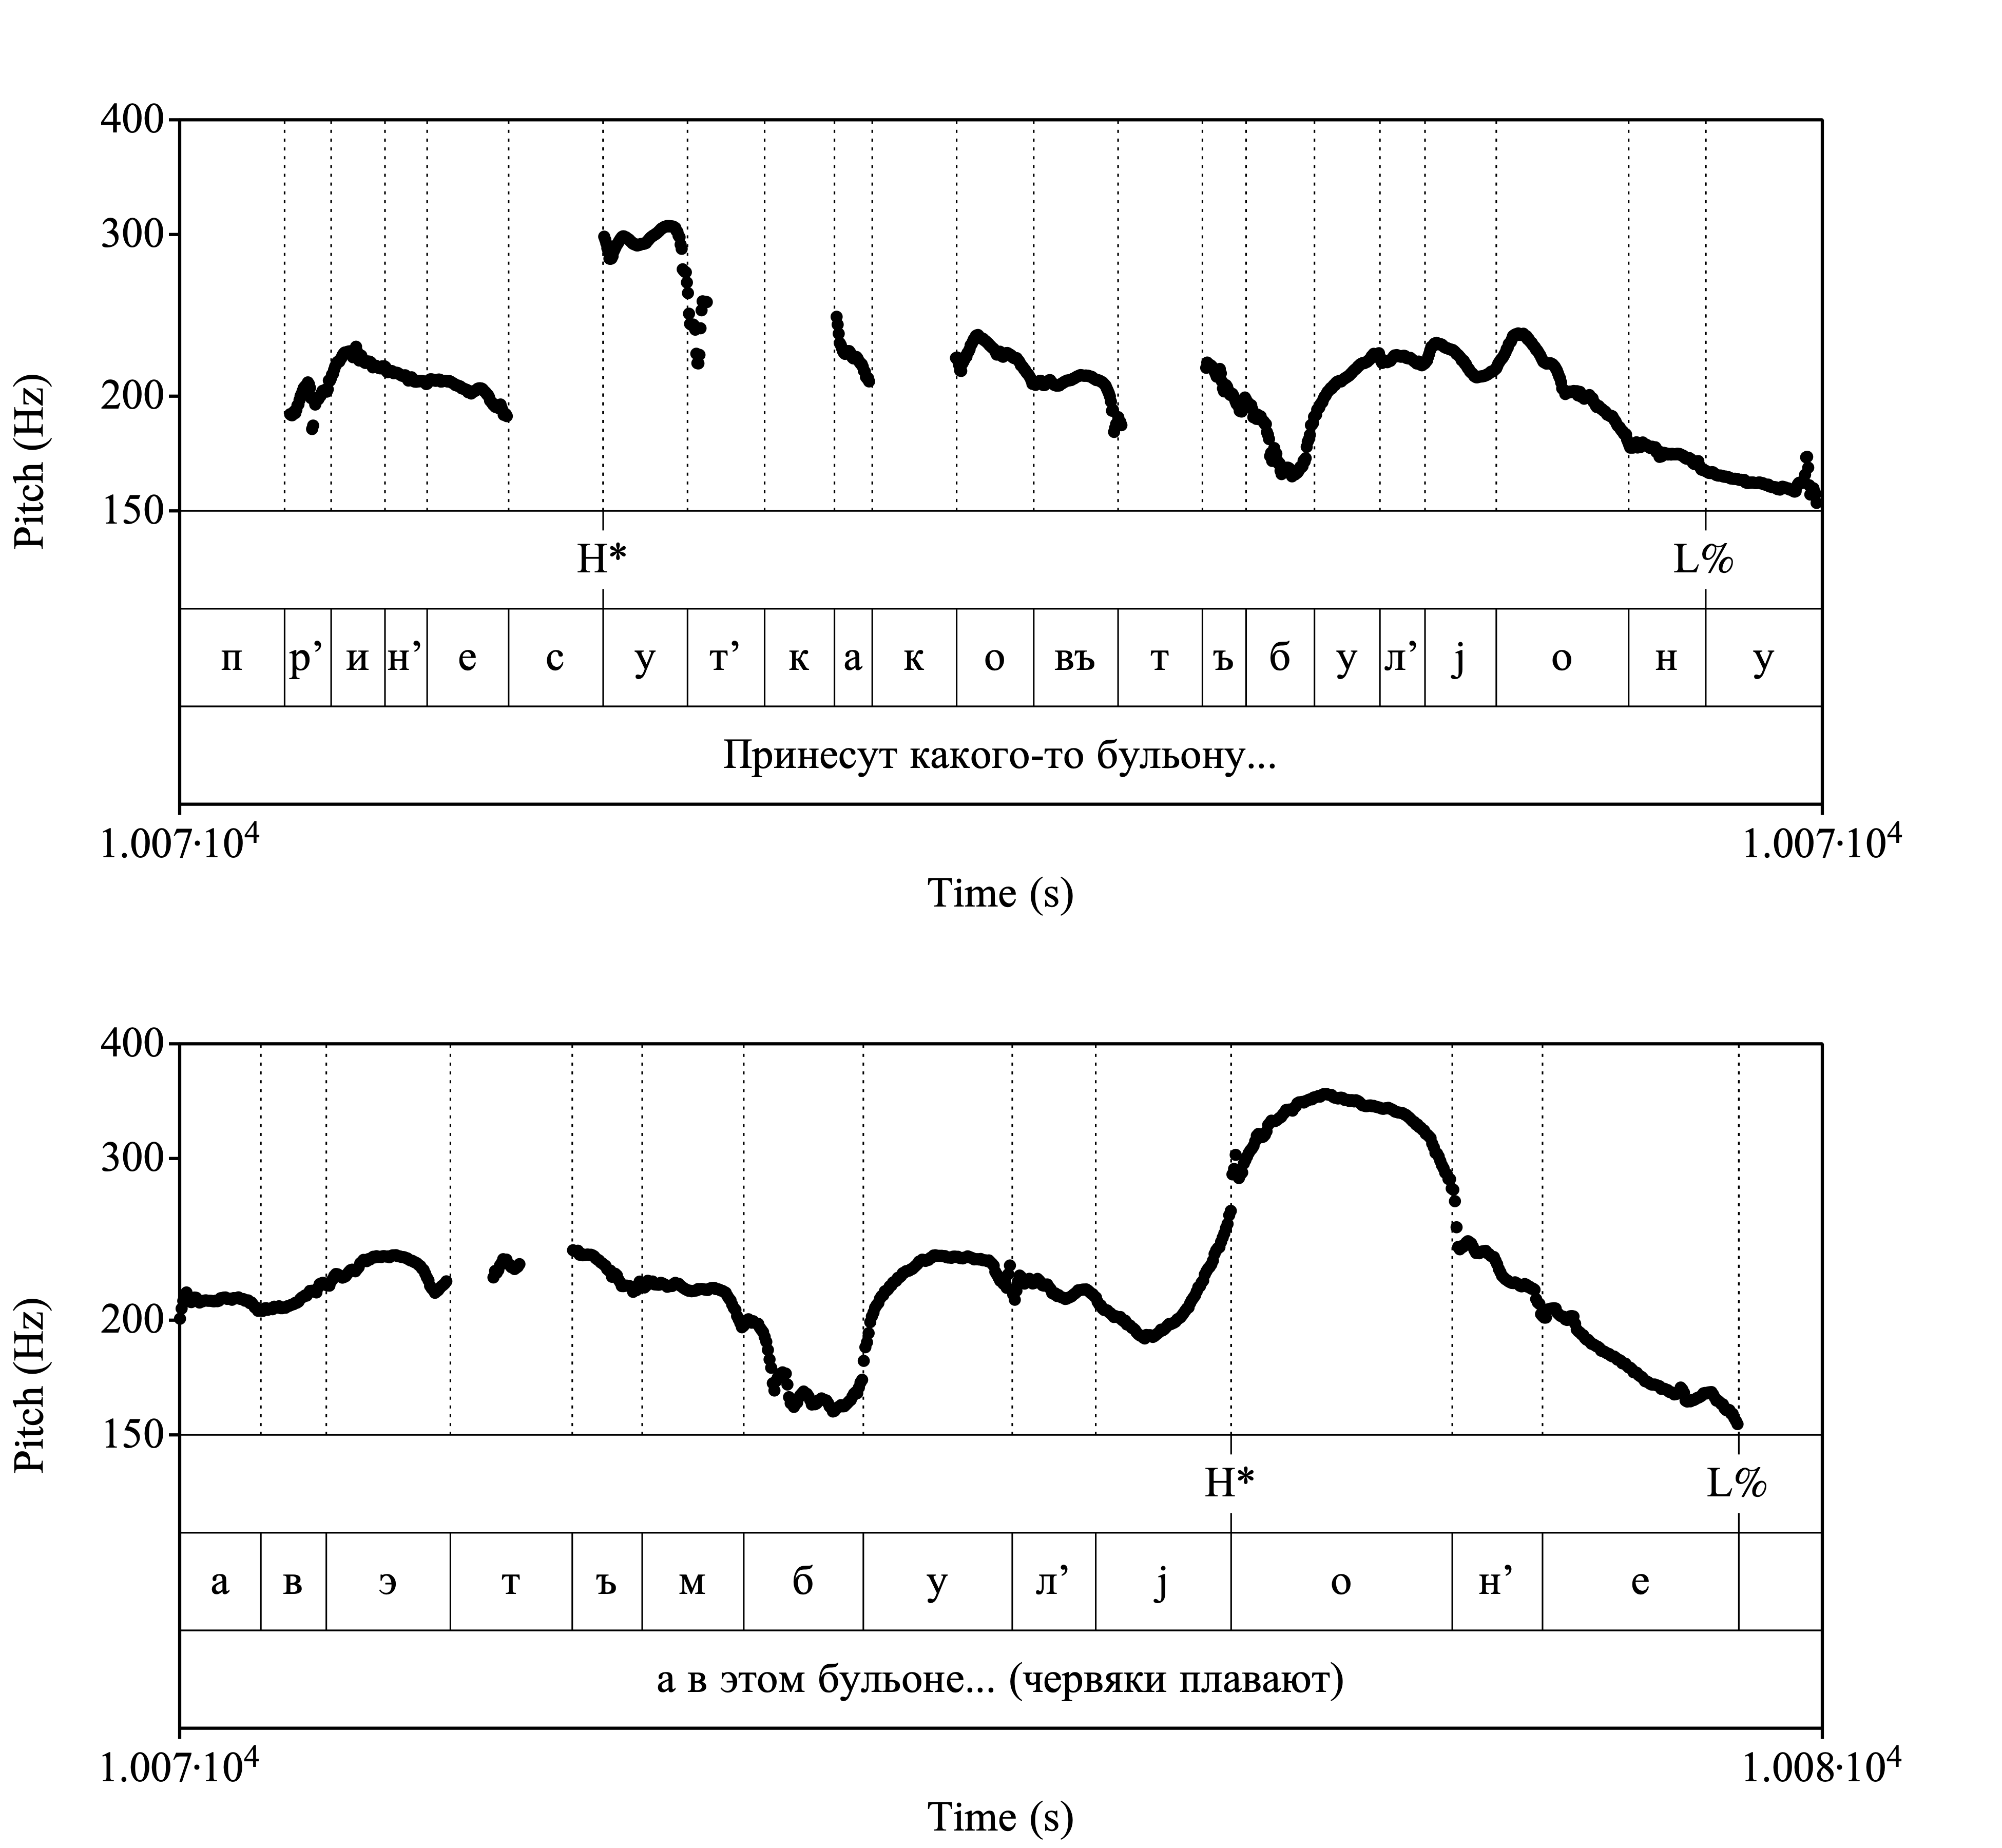 400
300
200
150
Pitch (Hz)
H* L%
п р’ и н’ е с у т’ к а к о въ т ъ б у л’ j о н у
Принесут какого-то бульону...
1.007·10⁴ 1.007·10⁴
Time (s)
400
300
200
150
Pitch (Hz)
H* L%
а в э т ъ м б у л’ j о н’ е
а в этом бульоне... (червяки плавают)
1.007·10⁴ 1.008·10⁴
Time (s)